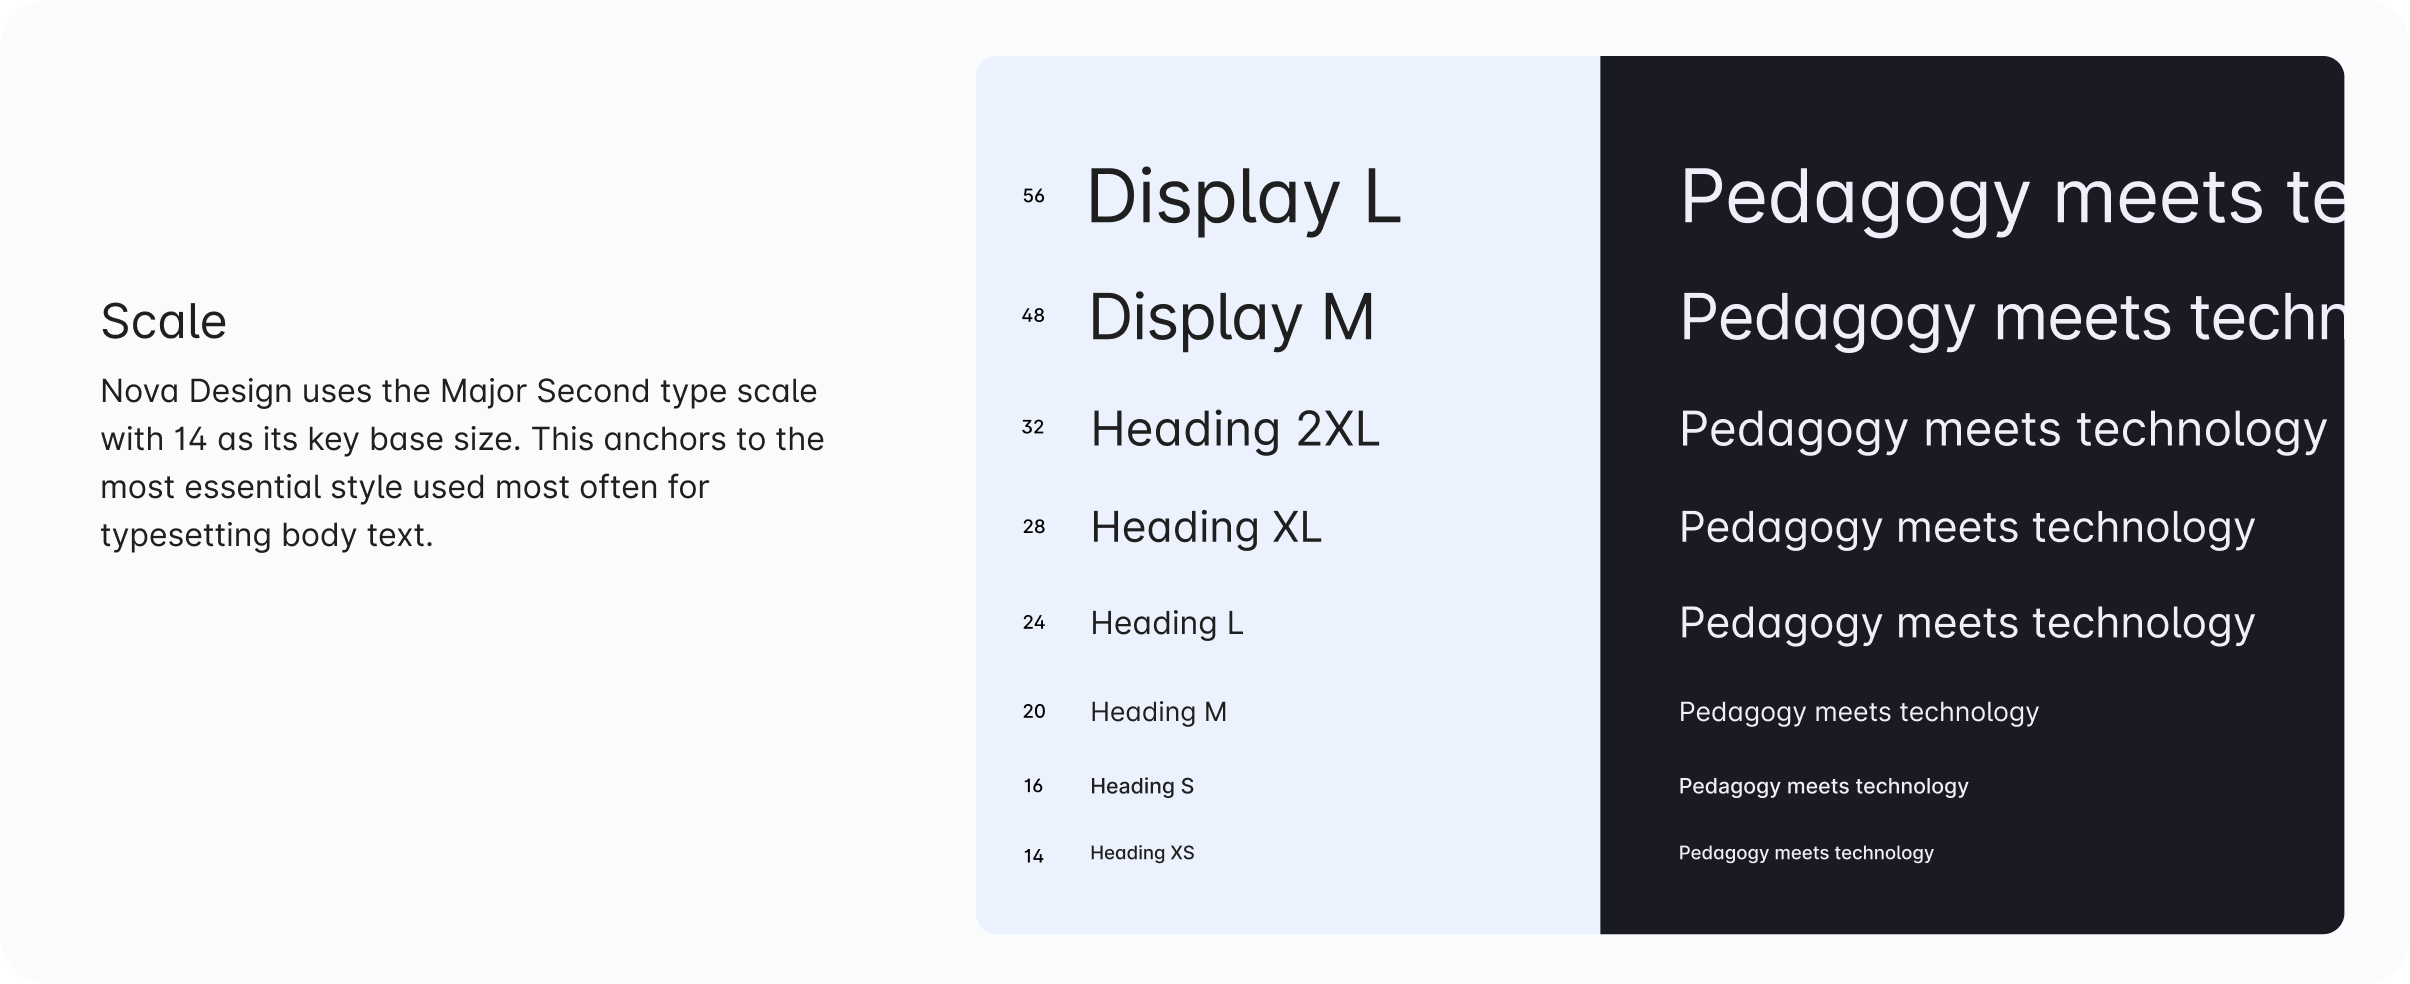 Scale
Nova Design uses the Major Second type scale
with 14 as its key base size. This anchors to the
most essential style used most often for
typesetting body text.
56 Display L Pedagogy meets te
48 Display M Pedagogy meets techn
32 Heading 2XL Pedagogy meets technology
28 Heading XL Pedagogy meets technology
24 Heading L Pedagogy meets technology
20 Heading M Pedagogy meets technology
16 Heading S Pedagogy meets technology
14 Heading XS Pedagogy meets technology